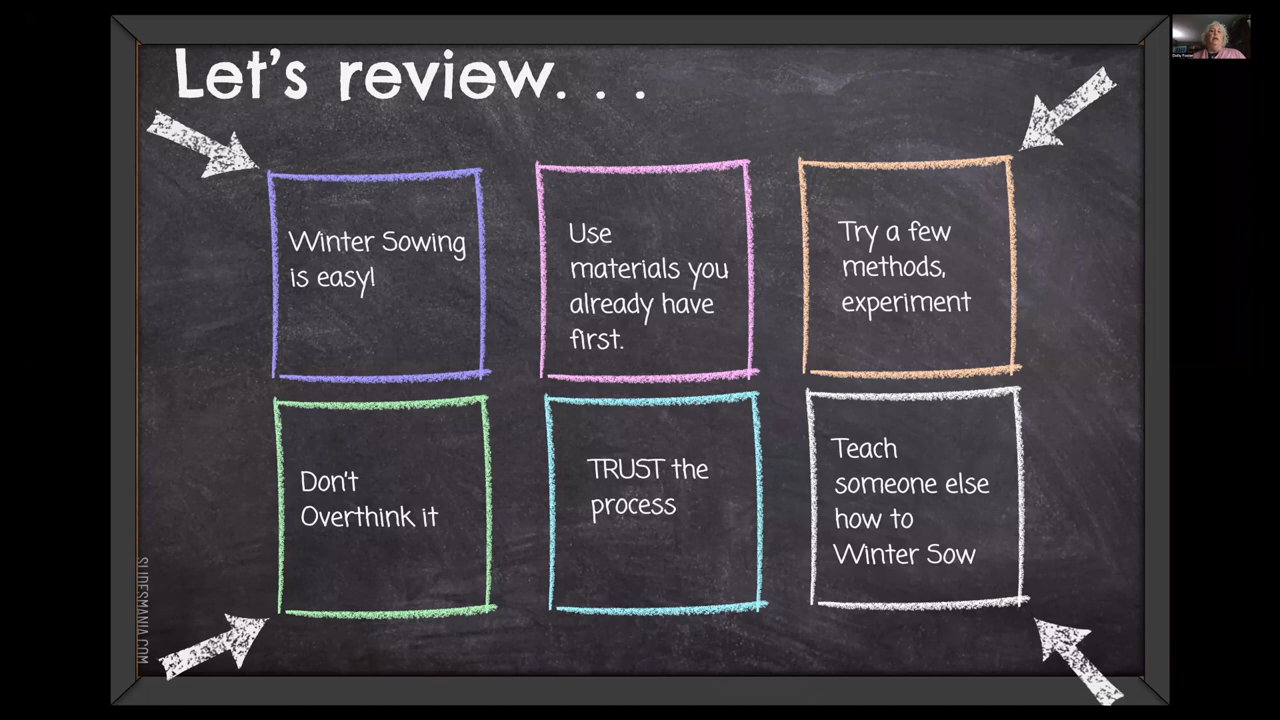 Let's review. . .
Winter Sowing
is easy!
Use
materials you
already have
first.
Try a few
methods,
experiment
Don't
Overthink it
TRUST the
process
Teach
someone else
how to
Winter Sow
SLIDESMANIA.COM